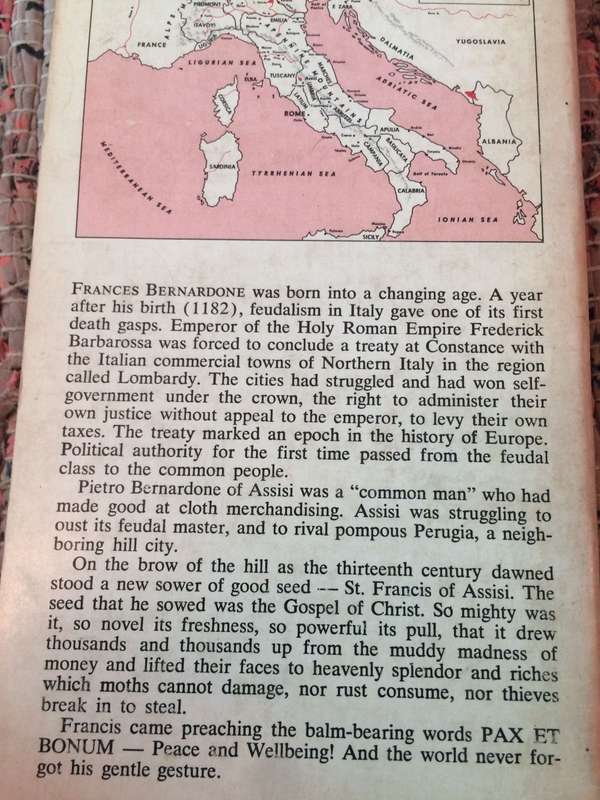 PIEDMONT
(SAVOY)
EMILIA
E. ZARA
FRANCE
LIGURIA
DALMATIA
YUGOSLAVIA
LIGURIAN SEA
ELBA
TUSCANY
APENNINE MOUNTAINS
ADRIATIC SEA
CORSICA
LATIUM
ROME
ALBANIA
APULIA
CAMPANIA
BASILICATA
SARDINIA
TYRRHENIAN SEA
Gulf of Taranto
CALABRIA
MEDITERRANEAN SEA
IONIAN SEA
SICILY
FRANCES BERNARDONE was born into a changing age. A year
after his birth (1182), feudalism in Italy gave one of its first
death gasps. Emperor of the Holy Roman Empire Frederick
Barbarossa was forced to conclude a treaty at Constance with
the Italian commercial towns of Northern Italy in the region
called Lombardy. The cities had struggled and had won self-
government under the crown, the right to administer their
own justice without appeal to the emperor, to levy their own
taxes. The treaty marked an epoch in the history of Europe.
Political authority for the first time passed from the feudal
class to the common people.
Pietro Bernardone of Assisi was a “common man” who had
made good at cloth merchandising. Assisi was struggling to
oust its feudal master, and to rival pompous Perugia, a neigh-
boring hill city.
On the brow of the hill as the thirteenth century dawned
stood a new sower of good seed -— St. Francis of Assisi. The
seed that he sowed was the Gospel of Christ. So mighty was
it, so novel its freshness, so powerful its pull, that it drew
thousands and thousands up from the muddy madness of
money and lifted their faces to heavenly splendor and riches
which moths cannot damage, nor rust consume, nor thieves
break in to steal.
Francis came preaching the balm-bearing words PAX ET
BONUM — Peace and Wellbeing! And the world never for-
got his gentle gesture.